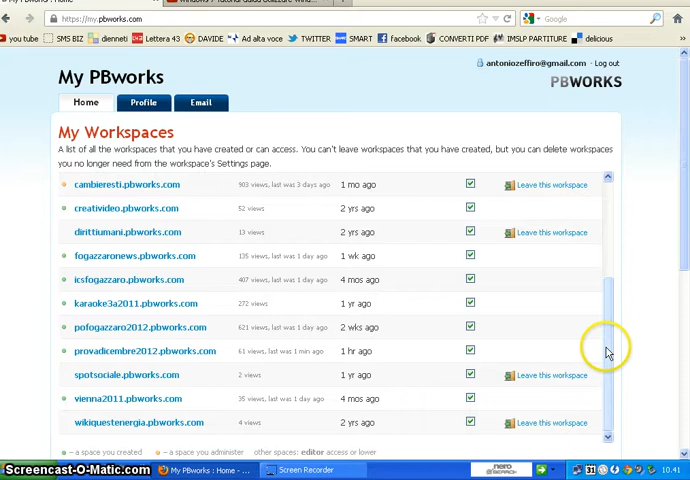 https://my.pbworks.com
Google
you tube
SMS BIZ
dienneti
Lettera 43
DAVIDE
Ad alta voce
TWITTER
SMART
facebook
CONVERTI PDF
IMSLP PARTITURE
delicious
My PBworks
antoniozeffiro@gmail.com · Log out
PBWORKS
Home
Profile
Email
My Workspaces
A list of all the workspaces that you have created or can access. You can't leave workspaces that you have created, but you can delete workspaces
you no longer need from the workspace's Settings page.
cambieresti.pbworks.com 903 views, last was 3 days ago 1 mo ago Leave this workspace
creativideo.pbworks.com 52 views 2 yrs ago
dirittiumani.pbworks.com 13 views 2 yrs ago Leave this workspace
fogazzaronews.pbworks.com 135 views, last was 1 day ago 1 wk ago
icsfogazzaro.pbworks.com 407 views, last was 1 day ago 4 mos ago
karaoke3a2011.pbworks.com 272 views 1 yr ago
pofogazzaro2012.pbworks.com 621 views, last was 1 day ago 2 wks ago
provadicembre2012.pbworks.com 61 views, last was 1 min ago 1 hr ago
spotsociale.pbworks.com 2 views 1 yr ago Leave this workspace
vienna2011.pbworks.com 35 views, last was 1 day ago 4 mos ago
wikiquestenergia.pbworks.com 4 views 2 yrs ago Leave this workspace
– a space you created – a space you administer other spaces: editor access or lower
Screencast-O-Matic.com
My PBworks : Home - ...
Screen Recorder
nero
SEARCH
31
10.41